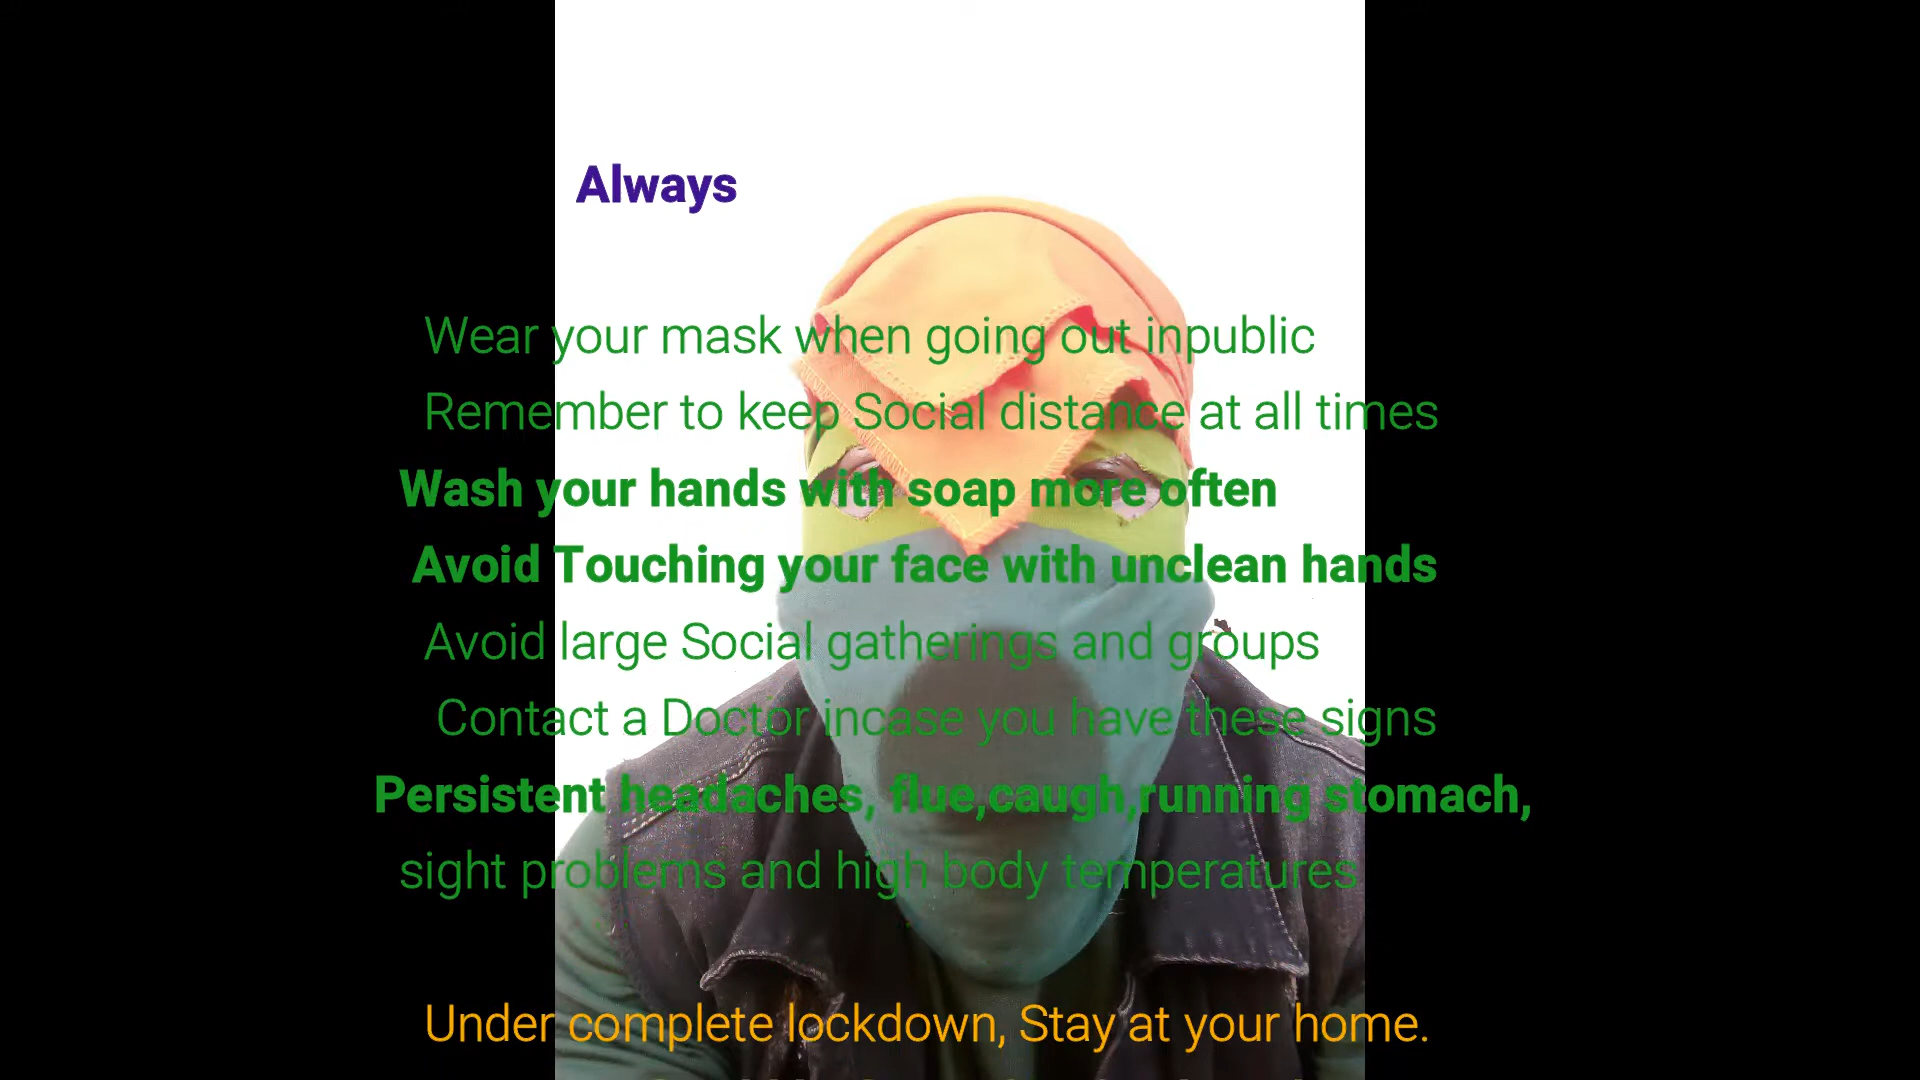 Always
Wear your mask when going out inpublic
Remember to keep Social distance at all times
Wash your hands with soap more often
Avoid Touching your face with unclean hands
Avoid large Social gatherings and groups
Contact a Doctor incase you have these signs
Persistent headaches, flue,caugh,running stomach,
sight problems and high body temperatures
Under complete lockdown, Stay at your home.